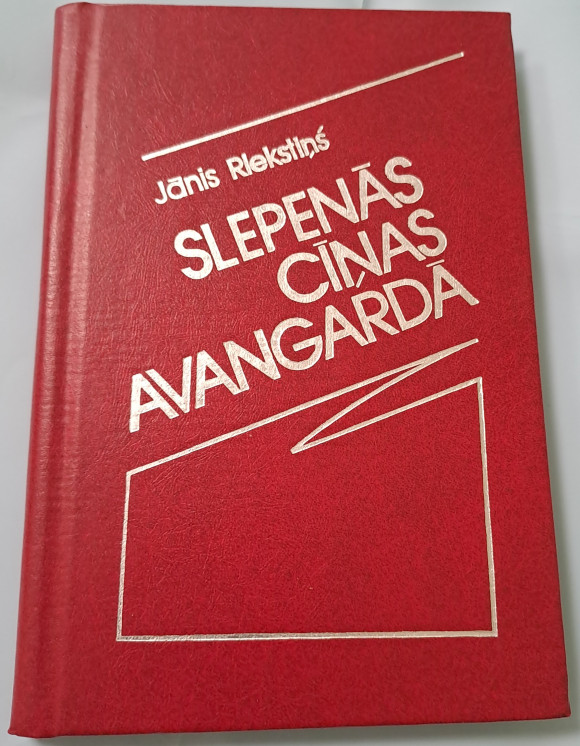 Jānis Riekstiņš
SLEPENĀS
CĪŅAS
AVANGARDĀ